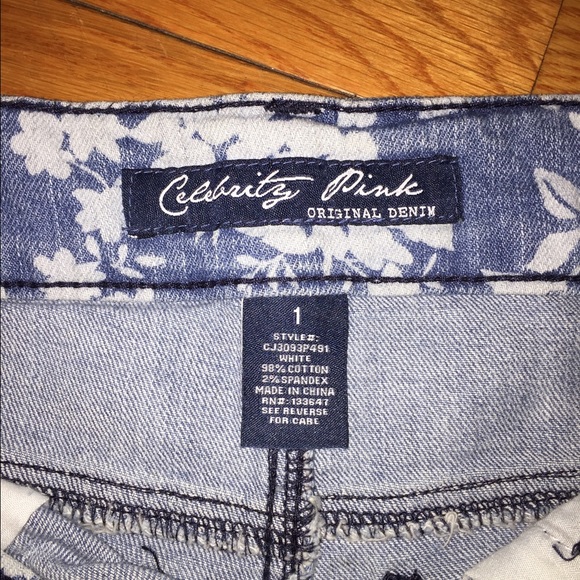 Celebrity Pink
ORIGINAL DENIM
1
STYLE#:
CJ3093P491
WHITE
98% COTTON
2% SPANDEX
MADE IN CHINA
RN#: 133647
SEE REVERSE
FOR CARE